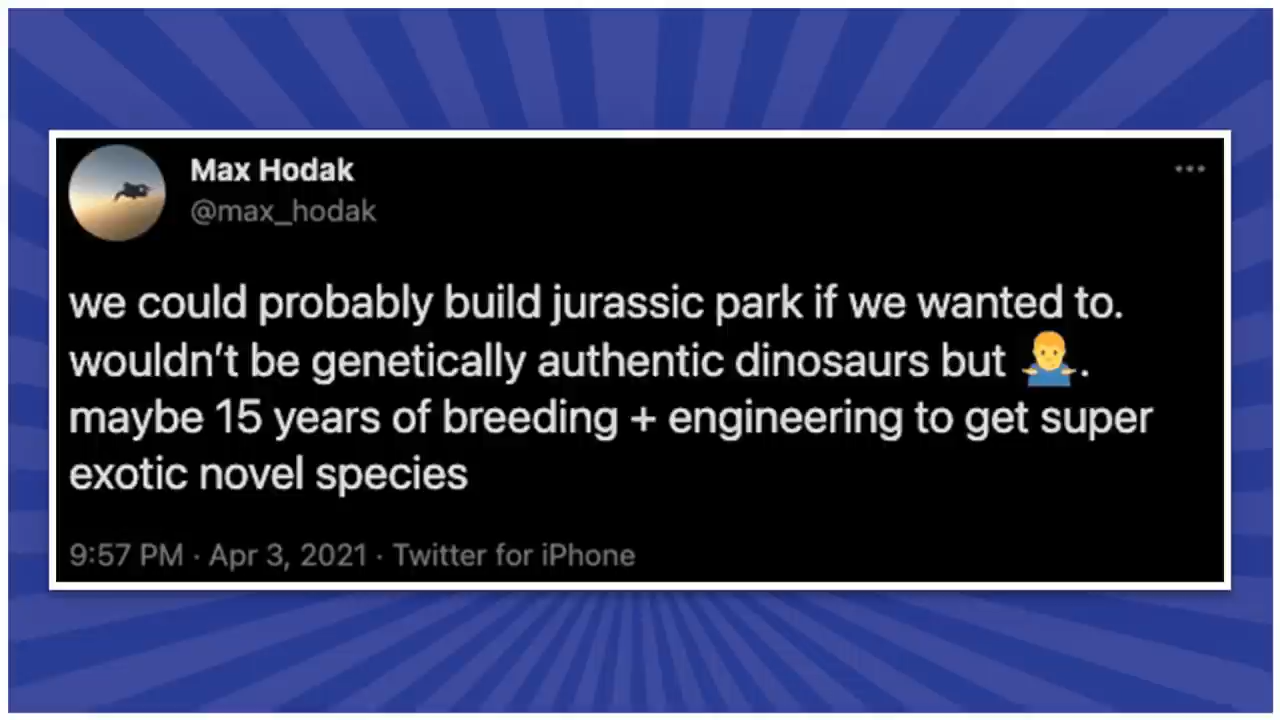 Max Hodak
@max_hodak
we could probably build jurassic park if we wanted to.
wouldn't be genetically authentic dinosaurs but 🤷‍♂️.
maybe 15 years of breeding + engineering to get super
exotic novel species
9:57 PM · Apr 3, 2021 · Twitter for iPhone